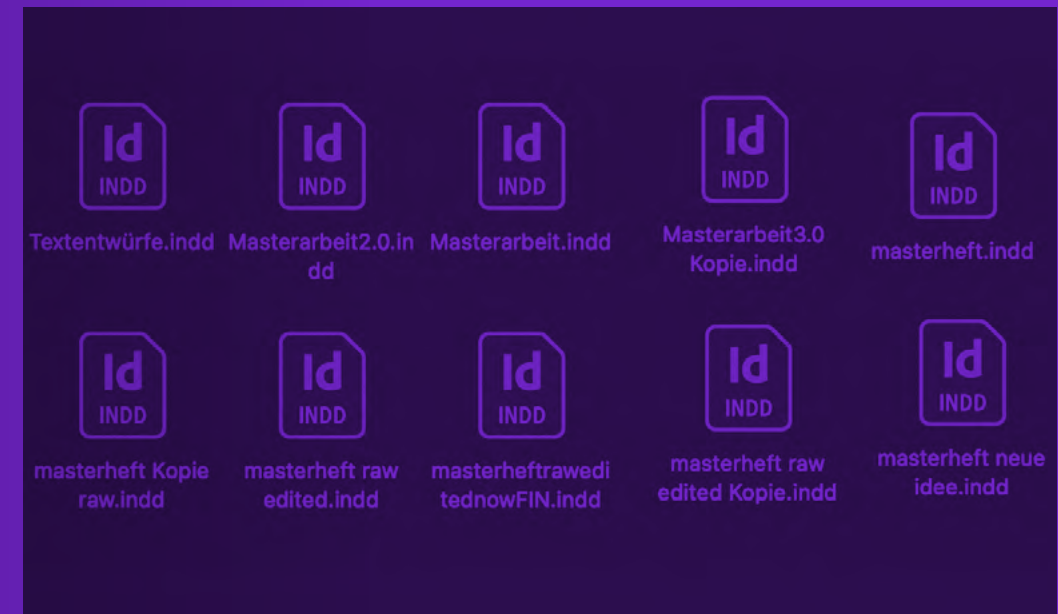 Id
INDD
Id
INDD
Id
INDD
Id
INDD
Id
INDD
Textentwürfe.indd
Masterarbeit2.0.in
dd
Masterarbeit.indd
Masterarbeit3.0
Kopie.indd
masterheft.indd
Id
INDD
Id
INDD
Id
INDD
Id
INDD
Id
INDD
masterheft Kopie
raw.indd
masterheft raw
edited.indd
masterheftrawedi
tednowFIN.indd
masterheft raw
edited Kopie.indd
masterheft neue
idee.indd